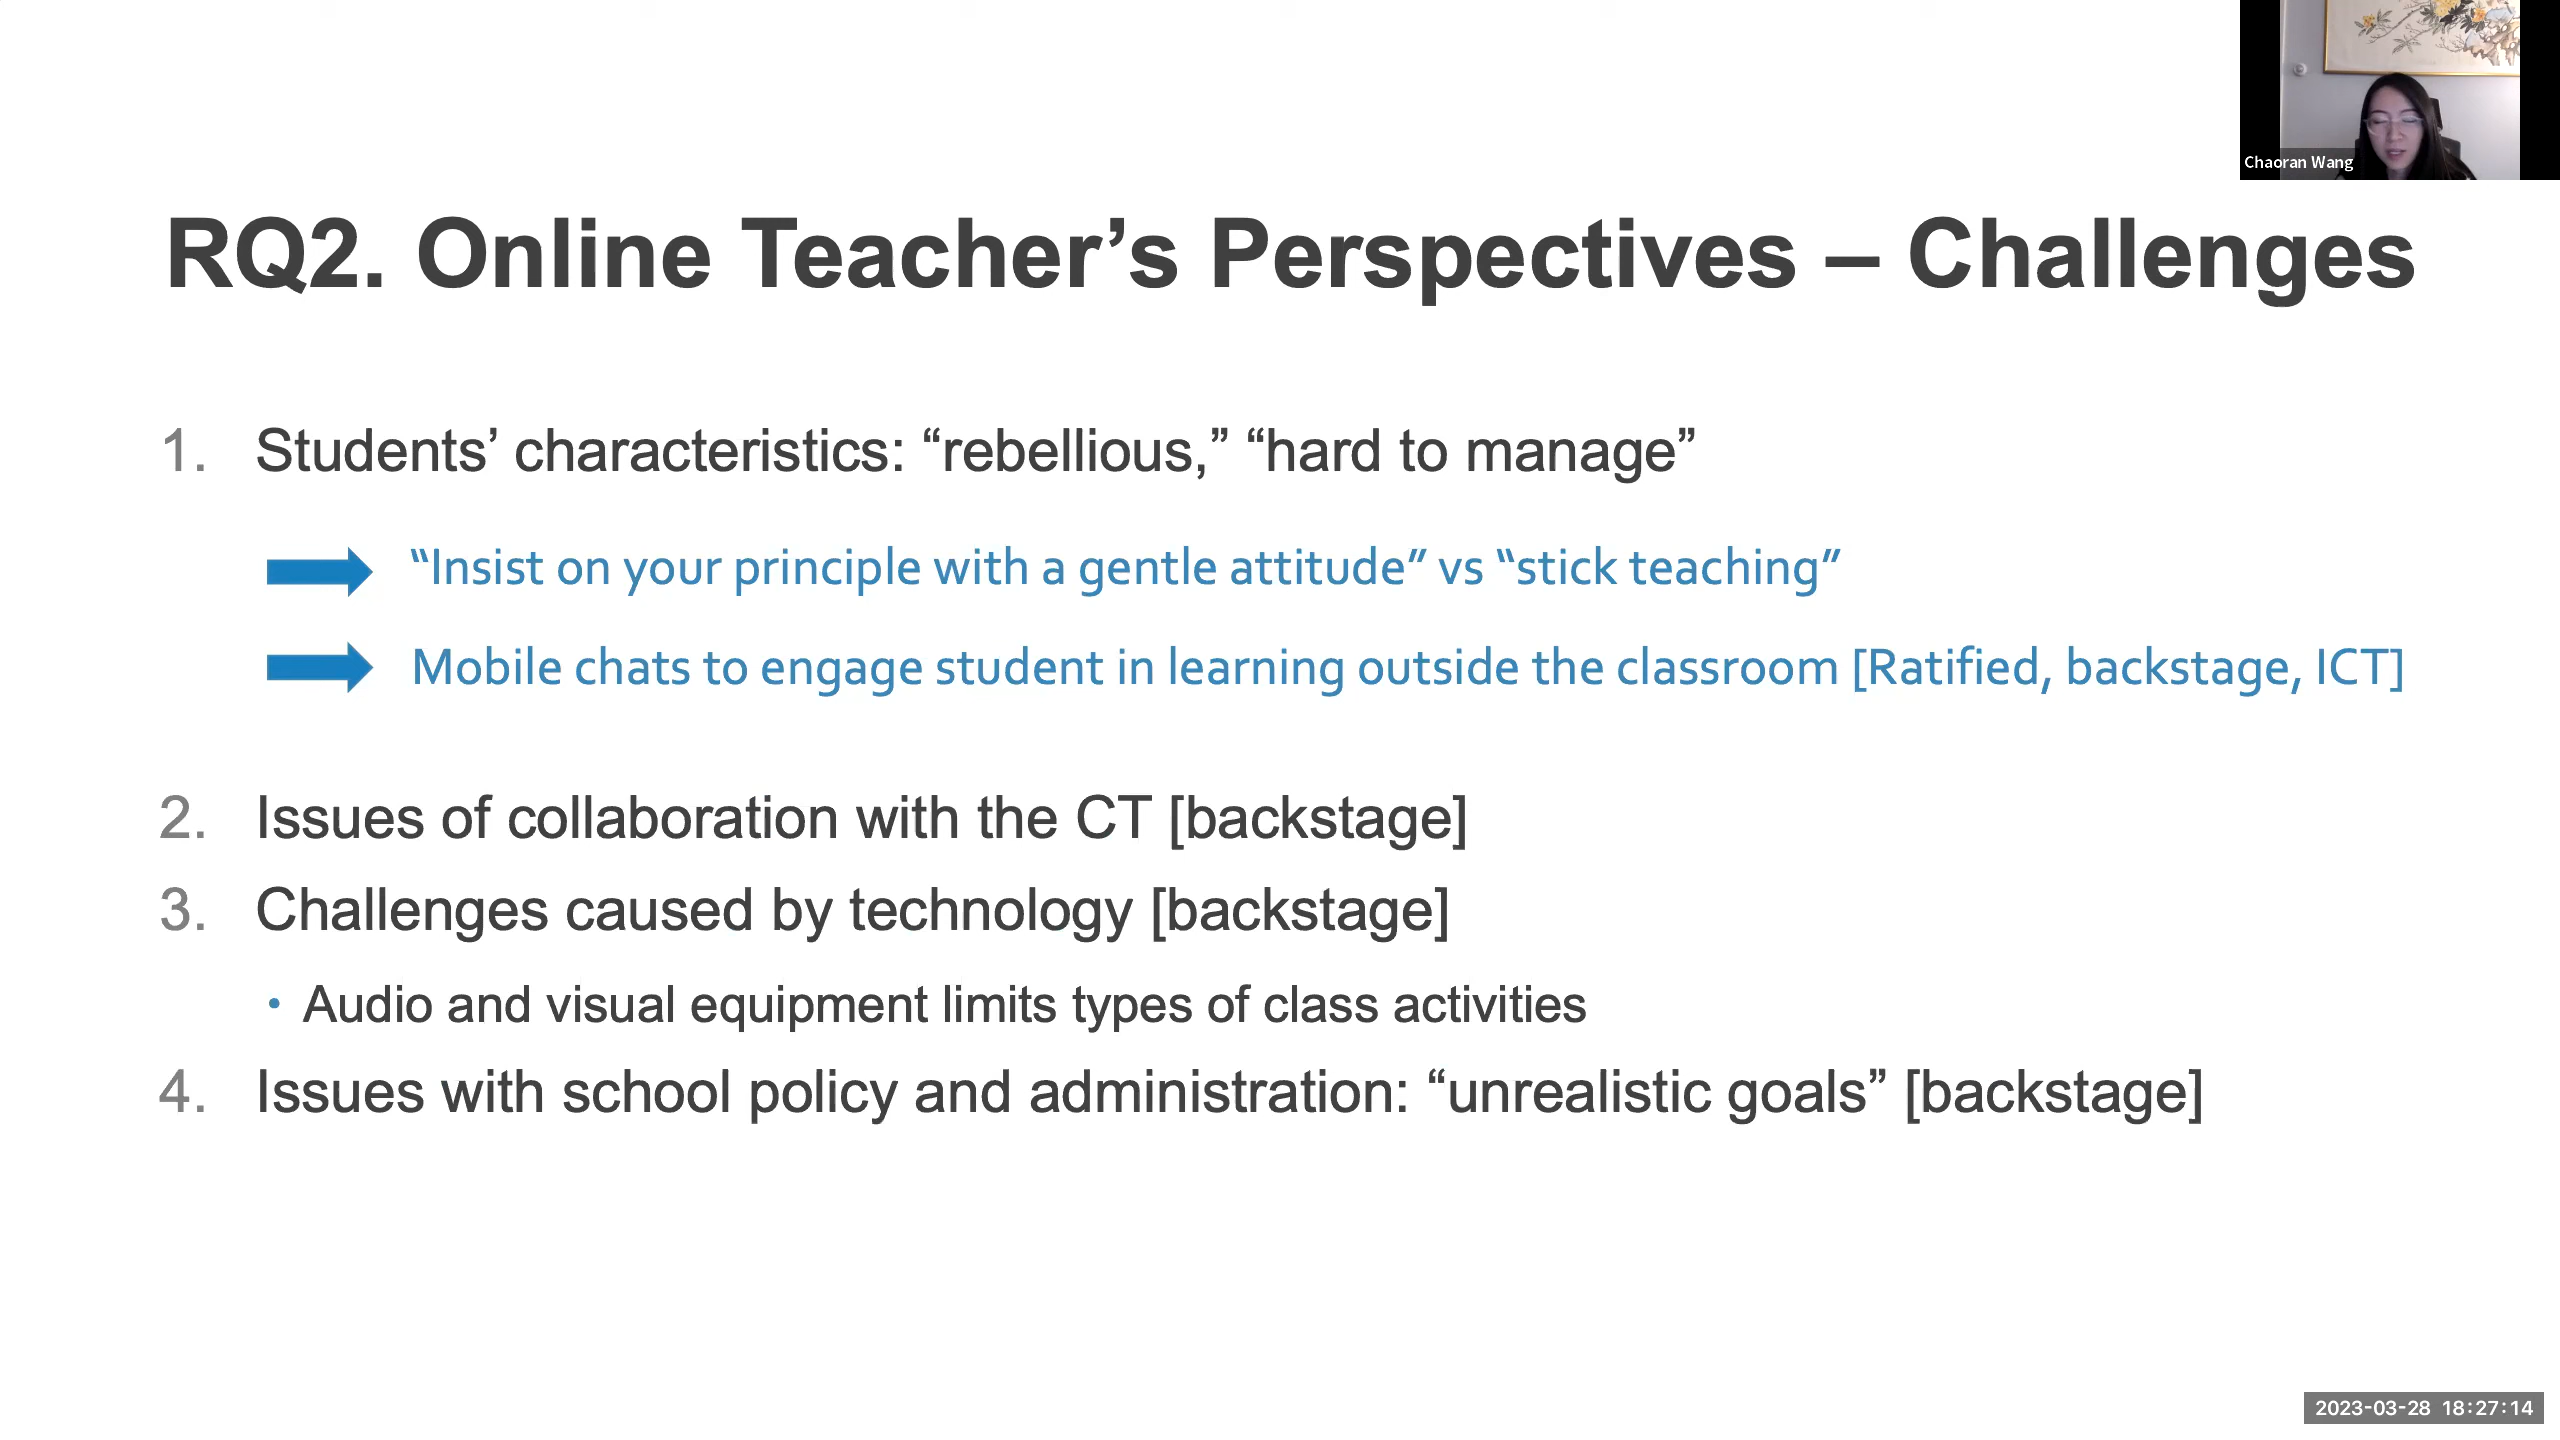 Chaoran Wang
RQ2. Online Teacher’s Perspectives – Challenges
1. Students’ characteristics: “rebellious,” “hard to manage”
“Insist on your principle with a gentle attitude” vs “stick teaching”
Mobile chats to engage student in learning outside the classroom [Ratified, backstage, ICT]
2. Issues of collaboration with the CT [backstage]
3. Challenges caused by technology [backstage]
• Audio and visual equipment limits types of class activities
4. Issues with school policy and administration: “unrealistic goals” [backstage]
2023-03-28 18:27:14